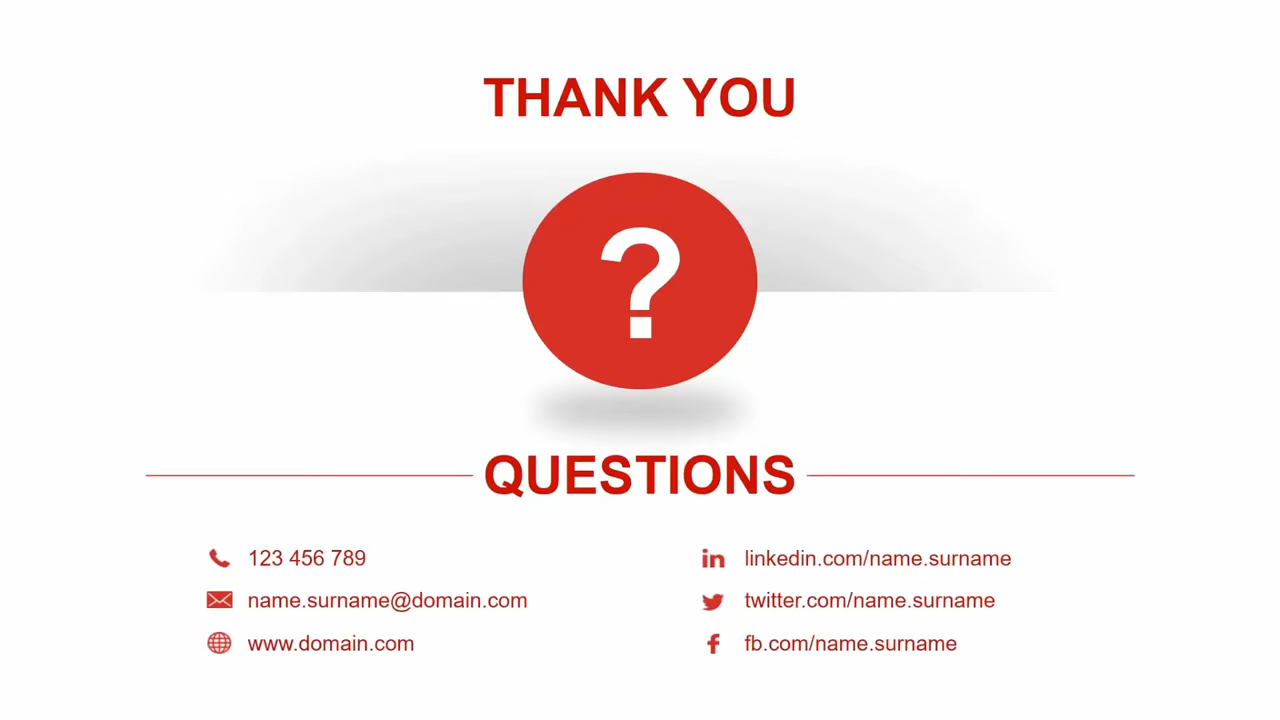 THANK YOU
?
QUESTIONS
123 456 789
name.surname@domain.com
www.domain.com
linkedin.com/name.surname
twitter.com/name.surname
fb.com/name.surname